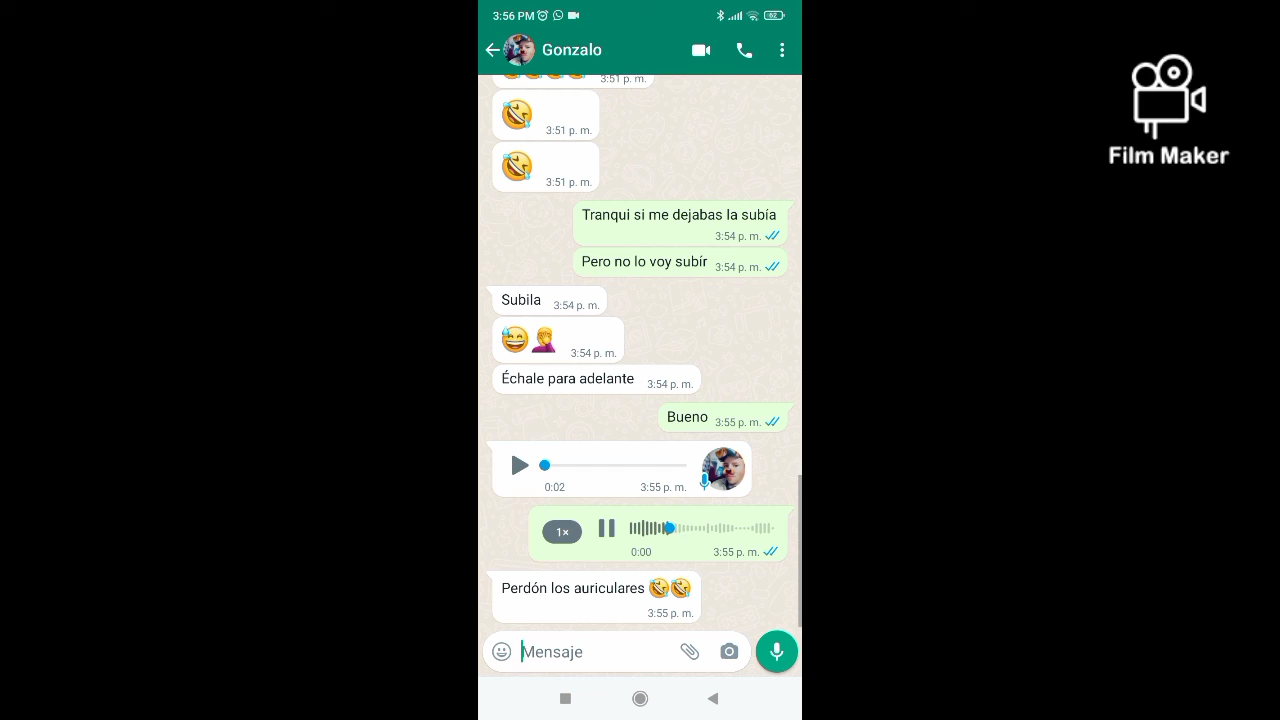 3:56 PM
62
Gonzalo
3:51 p. m.
3:51 p. m.
3:51 p. m.
Tranqui si me dejabas la subía
3:54 p. m.
Pero no lo voy subír 3:54 p. m.
Subila 3:54 p. m.
3:54 p. m.
Échale para adelante 3:54 p. m.
Bueno 3:55 p. m.
0:02 3:55 p. m.
1×
0:00 3:55 p. m.
Perdón los auriculares
3:55 p. m.
Mensaje
Film Maker